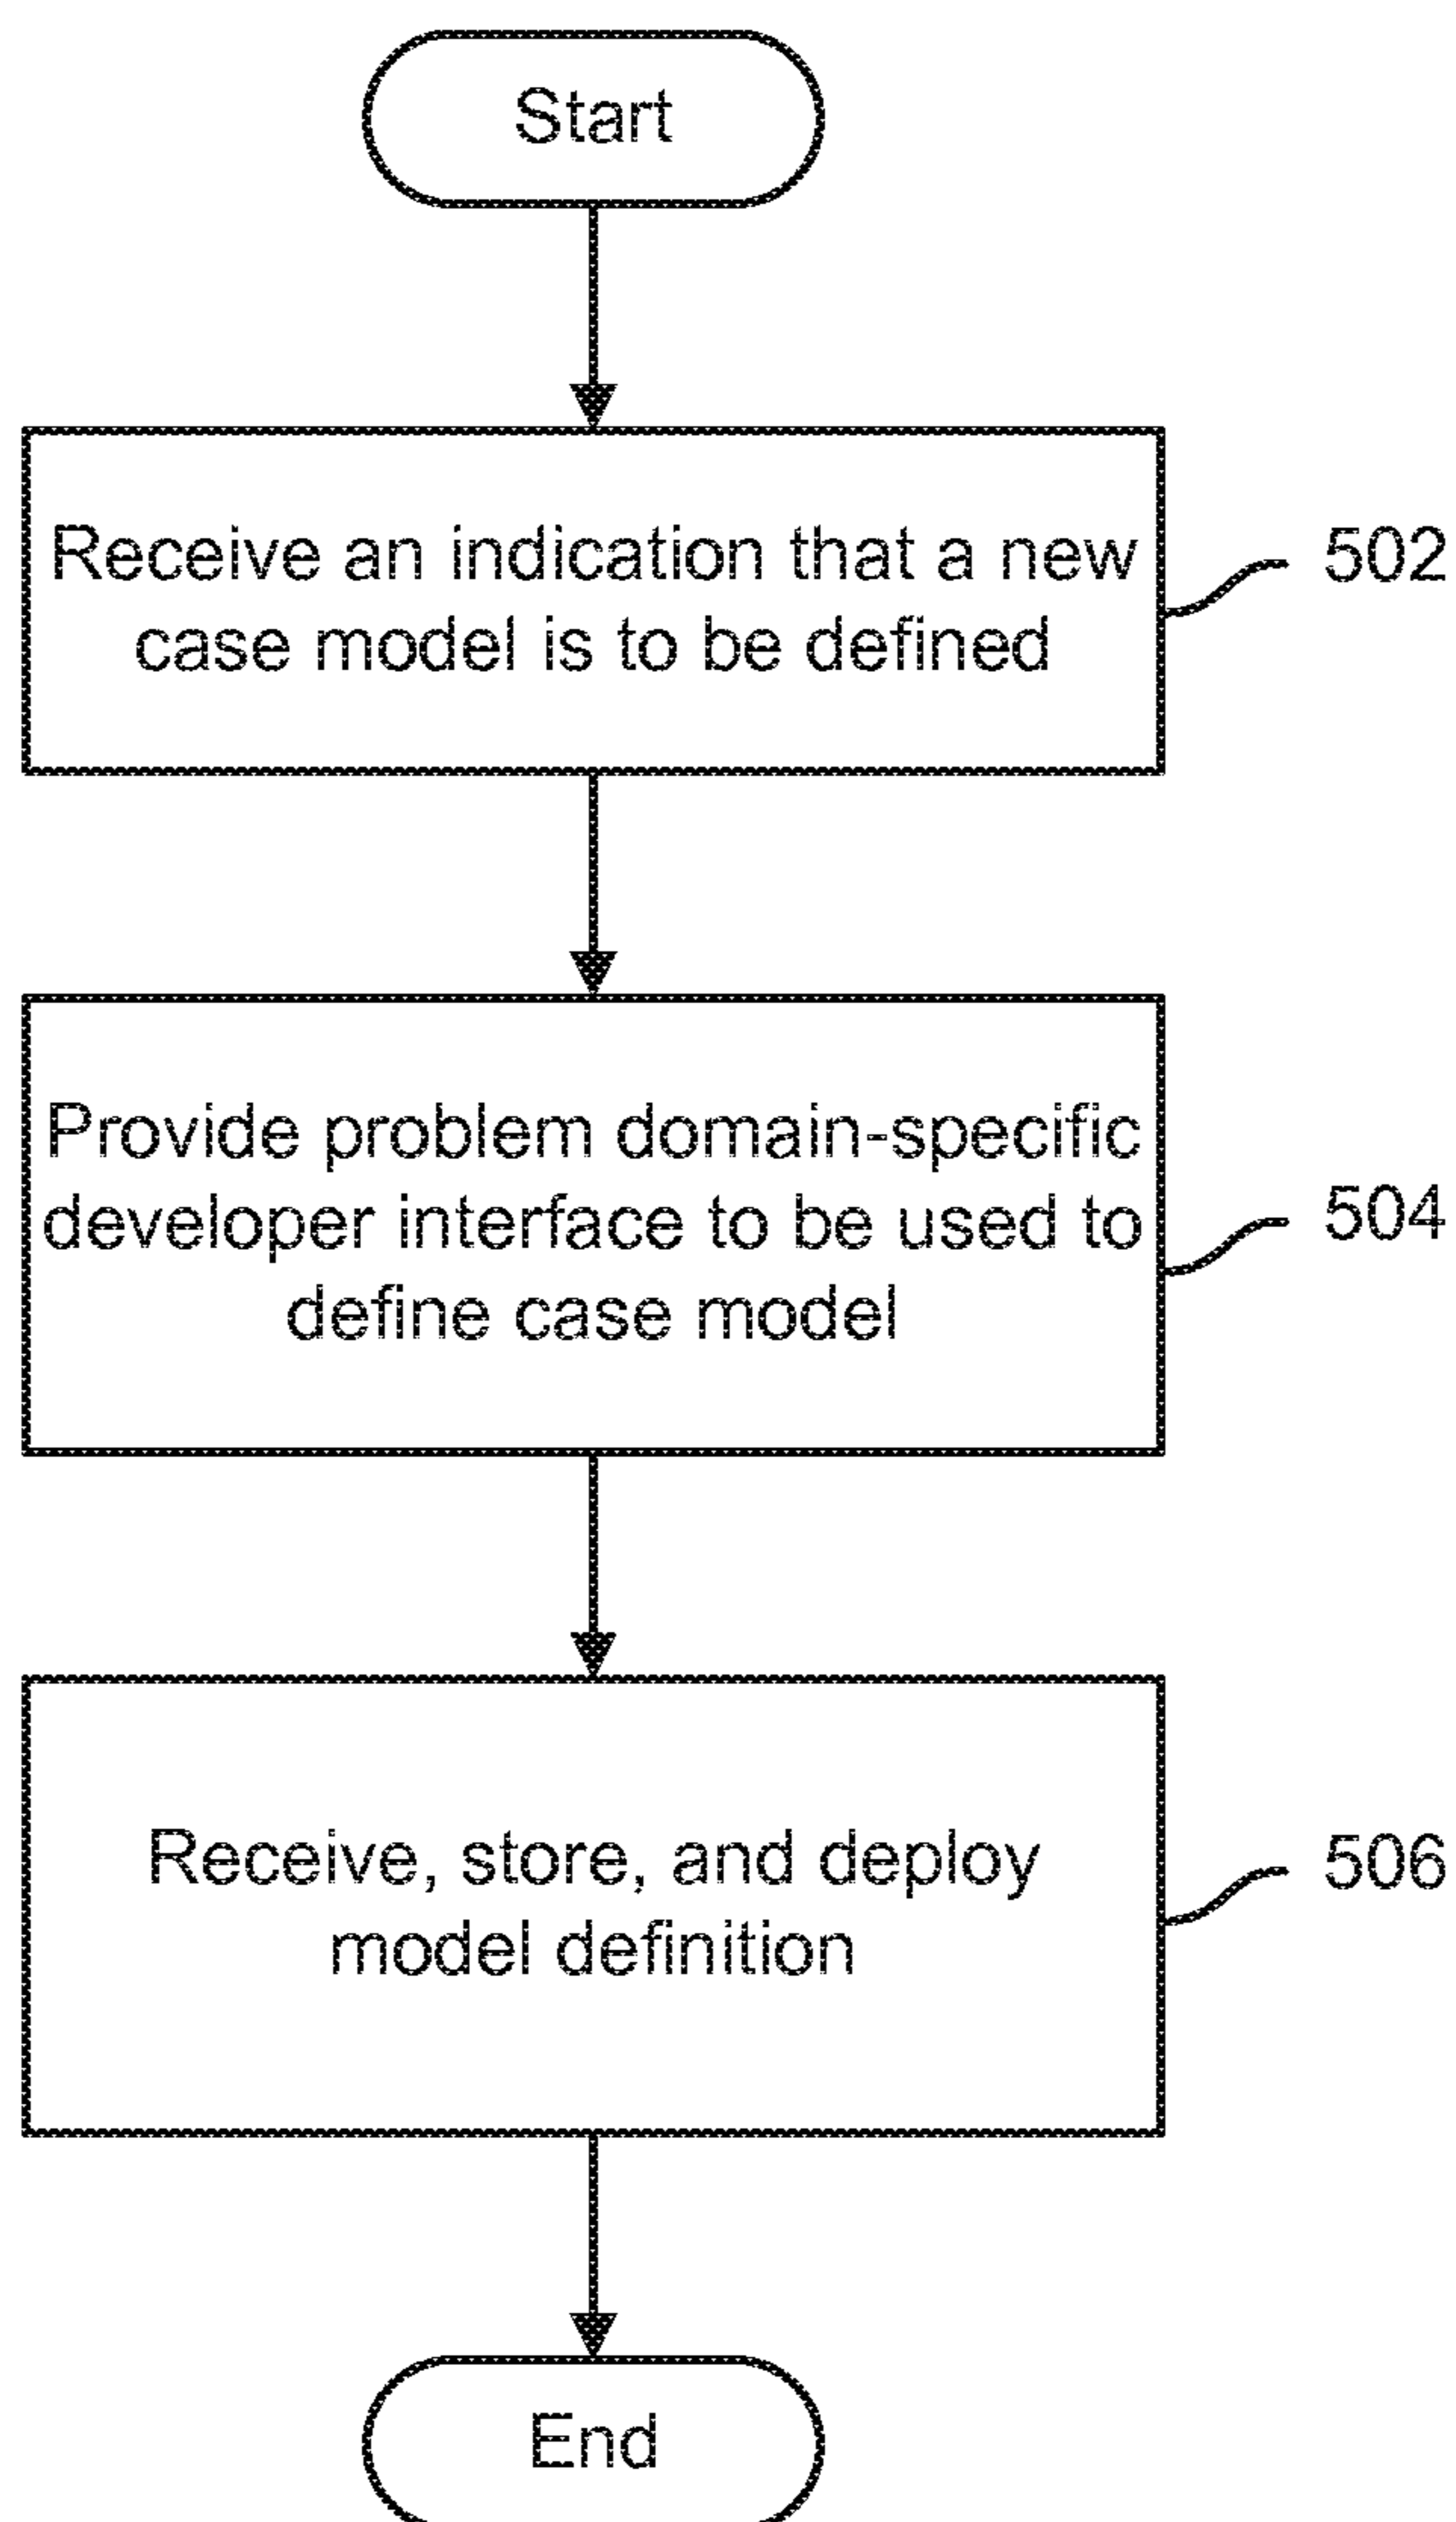 Start
Receive an indication that a new
case model is to be defined
502
Provide problem domain-specific
developer interface to be used to
define case model
504
Receive, store, and deploy
model definition
506
End